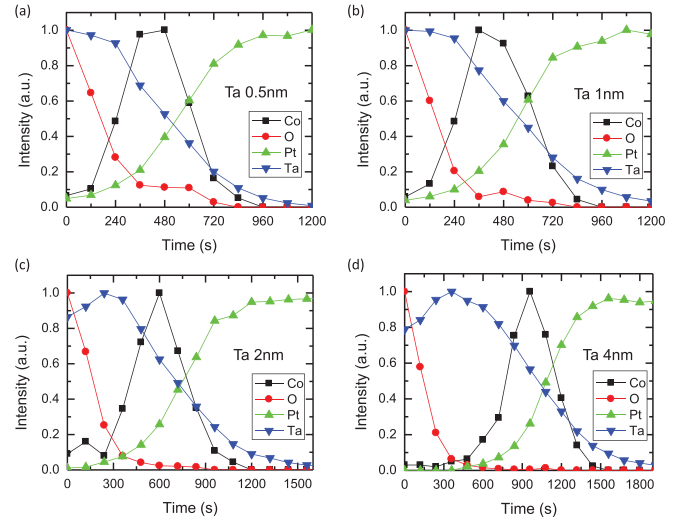 (a)
1.0
0.8
0.6
0.4
0.2
0.0
Intensity (a.u.)
Ta 0.5nm
Co
O
Pt
Ta
0 240 480 720 960 1200
Time (s)
(b)
1.0
0.8
0.6
0.4
0.2
0.0
Intensity (a.u.)
Ta 1nm
Co
O
Pt
Ta
0 240 480 720 960 1200
Time (s)
(c)
1.0
0.8
0.6
0.4
0.2
0.0
Intensity (a.u.)
Ta 2nm
Co
O
Pt
Ta
0 300 600 900 1200 1500
Time (s)
(d)
1.0
0.8
0.6
0.4
0.2
0.0
Intensity (a.u.)
Ta 4nm
Co
O
Pt
Ta
0 300 600 900 1200 1500 1800
Time (s)